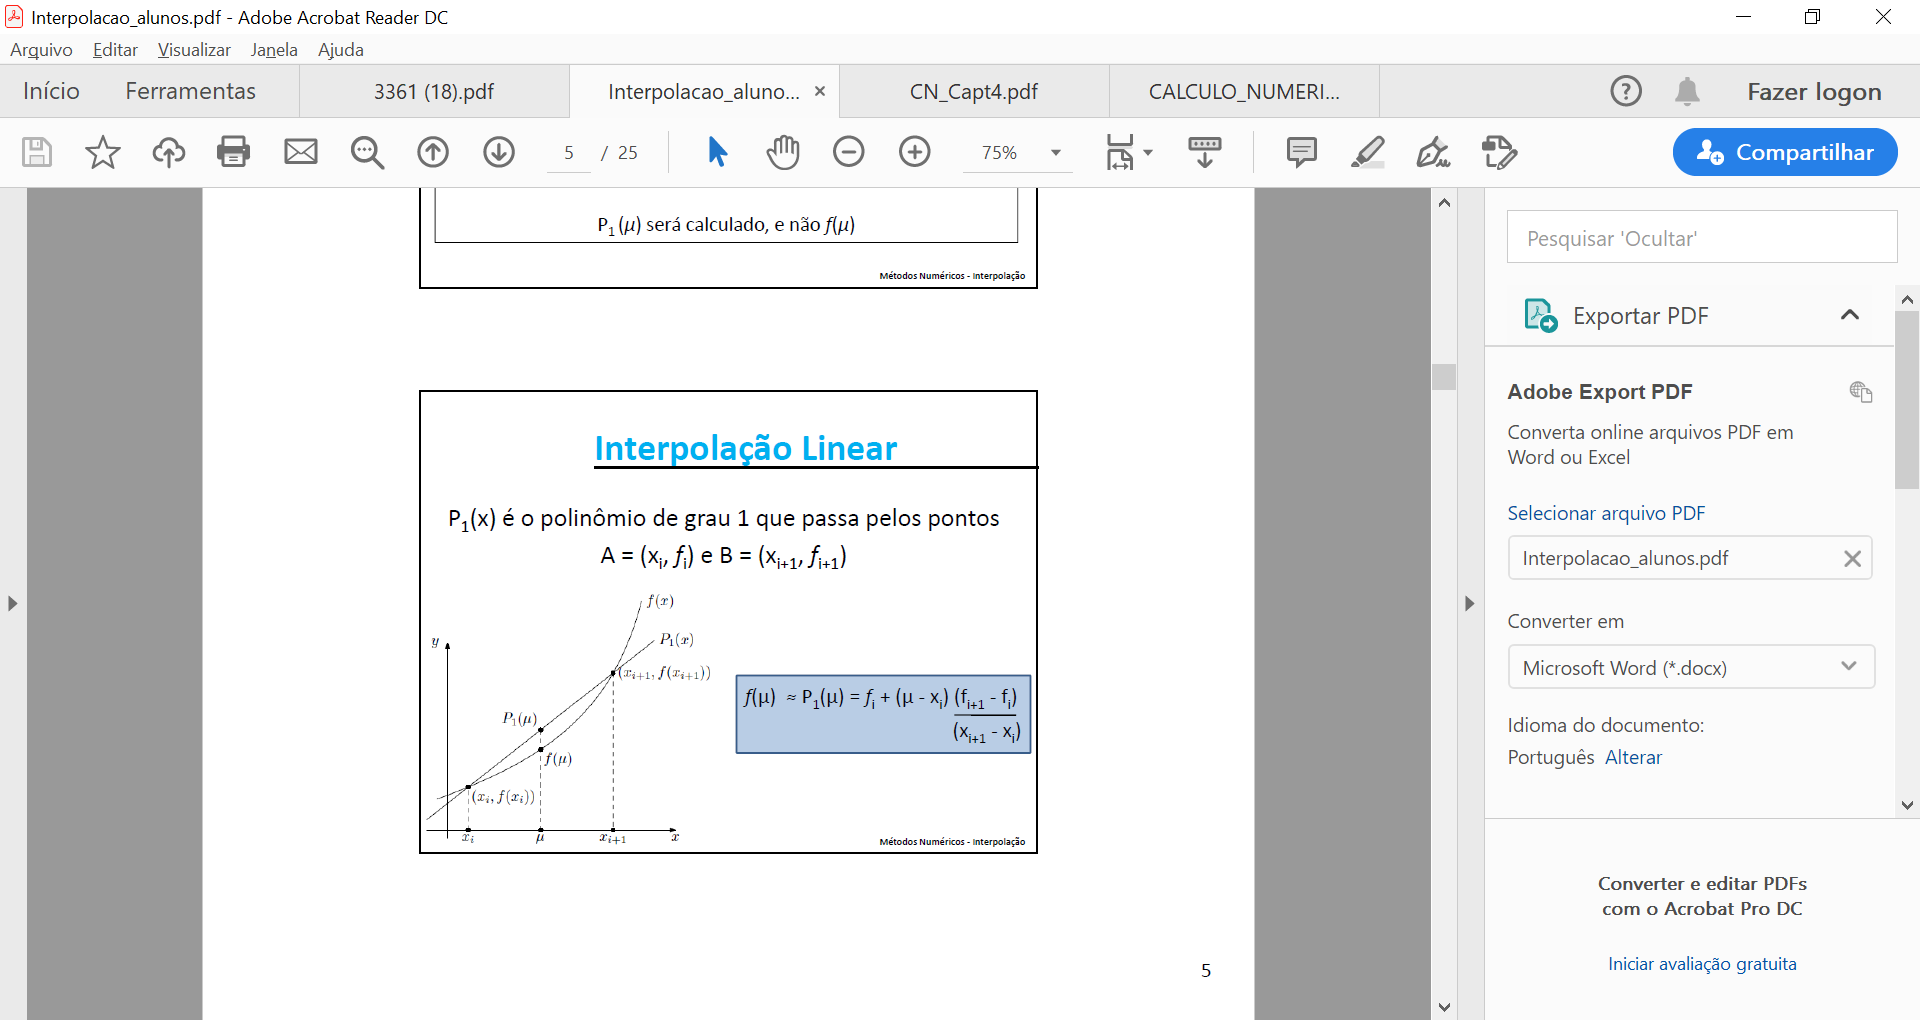 Interpolacao_alunos.pdf - Adobe Acrobat Reader DC
Arquivo Editar Visualizar Janela Ajuda
Início Ferramentas 3361 (18).pdf Interpolacao_aluno... × CN_Capt4.pdf CALCULO_NUMERI... Fazer logon
5 / 25 75% Compartilhar
P₁ (μ) será calculado, e não f(μ)
Métodos Numéricos - Interpolação
Interpolação Linear
P₁(x) é o polinômio de grau 1 que passa pelos pontos
A = (xᵢ, fᵢ) e B = (xᵢ₊₁, fᵢ₊₁)
f(x)
y
P₁(x)
(xᵢ₊₁, f(xᵢ₊₁))
P₁(μ)
f(μ)
(xᵢ, f(xᵢ))
xᵢ μ xᵢ₊₁ x
f(μ) ≈ P₁(μ) = fᵢ + (μ - xᵢ) (fᵢ₊₁ - fᵢ)
(xᵢ₊₁ - xᵢ)
Métodos Numéricos - Interpolação
5
Pesquisar 'Ocultar'
Exportar PDF
Adobe Export PDF
Converta online arquivos PDF em
Word ou Excel
Selecionar arquivo PDF
Interpolacao_alunos.pdf
Converter em
Microsoft Word (*.docx)
Idioma do documento:
Português Alterar
Converter e editar PDFs
com o Acrobat Pro DC
Iniciar avaliação gratuita